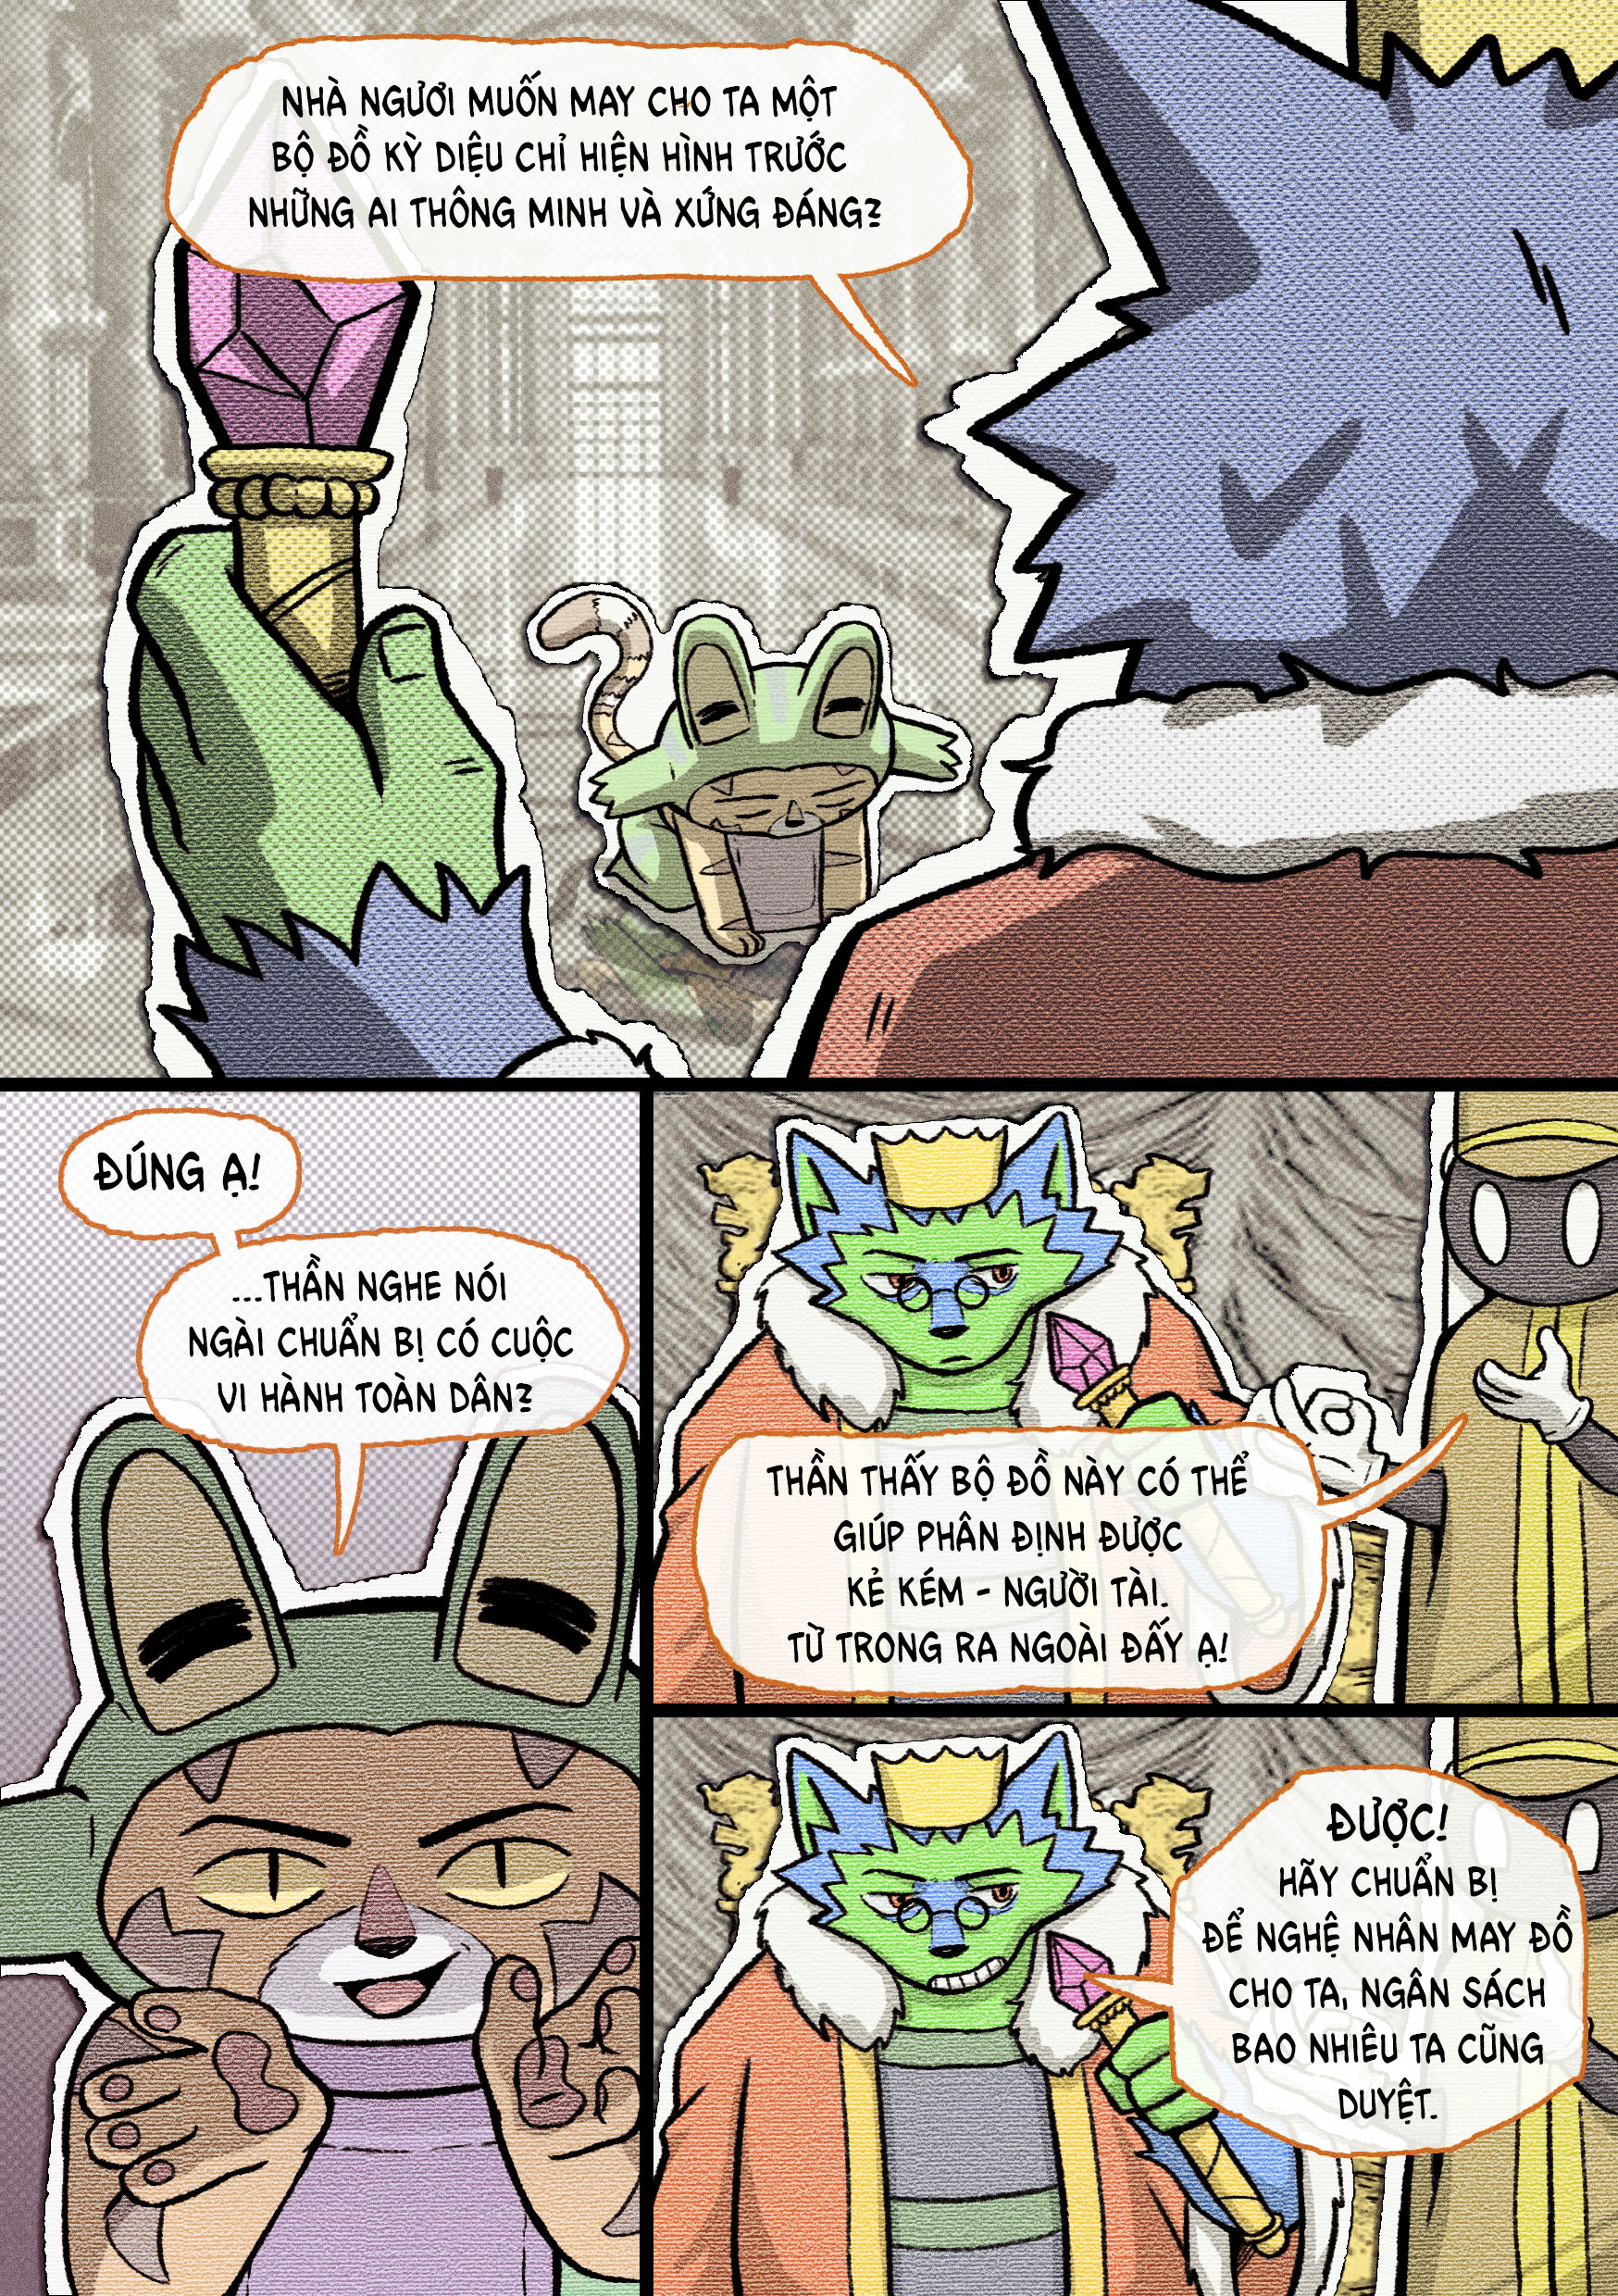 NHÀ NGƯƠI MUỐN MAY CHO TA MỘT
BỘ ĐỒ KỲ DIỆU CHỈ HIỆN HÌNH TRƯỚC
NHỮNG AI THÔNG MINH VÀ XỨNG ĐÁNG?
ĐÚNG Ạ!
...THẦN NGHE NÓI
NGÀI CHUẨN BỊ CÓ CUỘC
VI HÀNH TOÀN DÂN?
THẦN THẤY BỘ ĐỒ NÀY CÓ THỂ
GIÚP PHÂN ĐỊNH ĐƯỢC
KẺ KÉM - NGƯỜI TÀI.
TỪ TRONG RA NGOÀI ĐẤY Ạ!
ĐƯỢC!
HÃY CHUẨN BỊ
ĐỂ NGHỆ NHÂN MAY ĐỒ
CHO TA, NGÂN SÁCH
BAO NHIÊU TA CŨNG
DUYỆT.